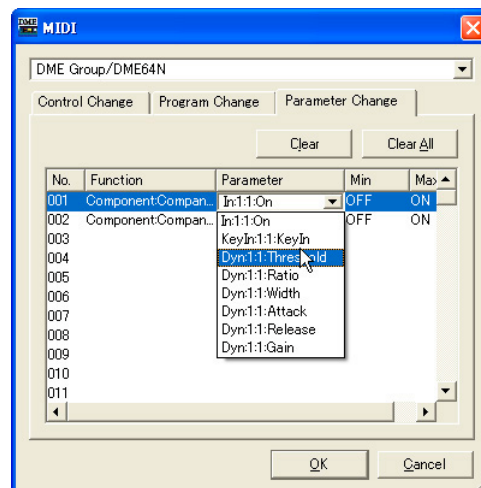 DME MIDI
DME Group/DME64N
Control Change Program Change Parameter Change
Clear Clear All
No. Function Parameter Min Max
001 Component:Compan... In:1:1:On OFF ON
002 Component:Compan... In:1:1:On OFF ON
003 KeyIn:1:1:KeyIn
004 Dyn:1:1:Threshold
005 Dyn:1:1:Ratio
006 Dyn:1:1:Width
007 Dyn:1:1:Attack
008 Dyn:1:1:Release
009 Dyn:1:1:Gain
010
011
OK Cancel